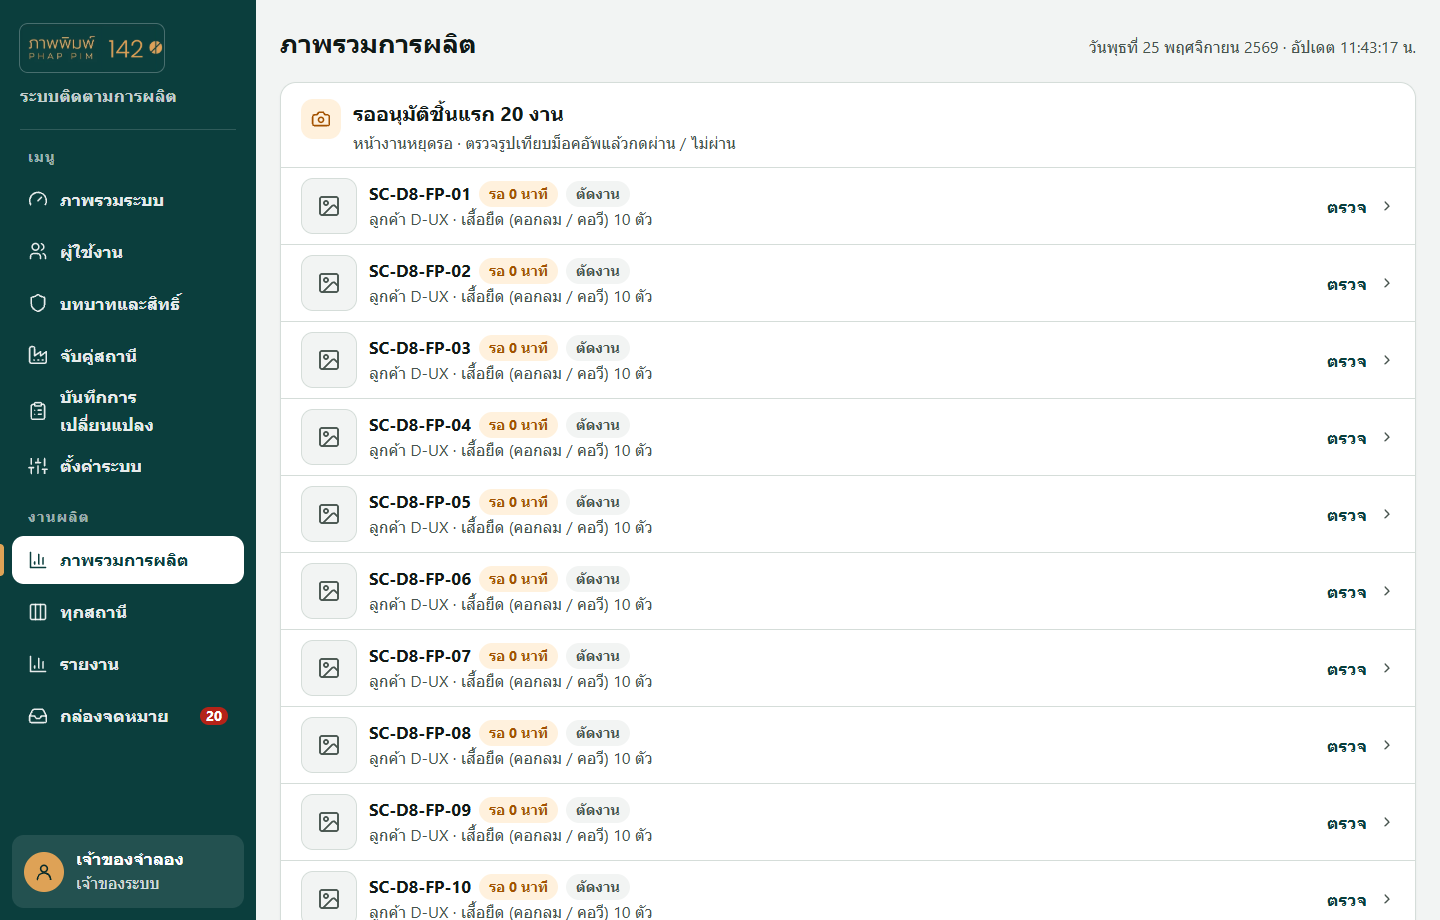 ภาพพิมพ์ 142
PHAP PIM
ระบบติดตามการผลิต
เมนู
ภาพรวมระบบ
ผู้ใช้งาน
บทบาทและสิทธิ์
จับคู่สถานี
บันทึกการ
เปลี่ยนแปลง
ตั้งค่าระบบ
งานผลิต
ภาพรวมการผลิต
ทุกสถานี
รายงาน
กล่องจดหมาย 20
เจ้าของจำลอง
เจ้าของระบบ
ภาพรวมการผลิต
วันพุธที่ 25 พฤศจิกายน 2569 · อัปเดต 11:43:17 น.
รออนุมัติชิ้นแรก 20 งาน
หน้างานหยุดรอ · ตรวจรูปเทียบม็อคอัพแล้วกดผ่าน / ไม่ผ่าน
SC-D8-FP-01 รอ 0 นาที ตัดงาน
ลูกค้า D-UX · เสื้อยืด (คอกลม / คอวี) 10 ตัว
ตรวจ
SC-D8-FP-02 รอ 0 นาที ตัดงาน
ลูกค้า D-UX · เสื้อยืด (คอกลม / คอวี) 10 ตัว
ตรวจ
SC-D8-FP-03 รอ 0 นาที ตัดงาน
ลูกค้า D-UX · เสื้อยืด (คอกลม / คอวี) 10 ตัว
ตรวจ
SC-D8-FP-04 รอ 0 นาที ตัดงาน
ลูกค้า D-UX · เสื้อยืด (คอกลม / คอวี) 10 ตัว
ตรวจ
SC-D8-FP-05 รอ 0 นาที ตัดงาน
ลูกค้า D-UX · เสื้อยืด (คอกลม / คอวี) 10 ตัว
ตรวจ
SC-D8-FP-06 รอ 0 นาที ตัดงาน
ลูกค้า D-UX · เสื้อยืด (คอกลม / คอวี) 10 ตัว
ตรวจ
SC-D8-FP-07 รอ 0 นาที ตัดงาน
ลูกค้า D-UX · เสื้อยืด (คอกลม / คอวี) 10 ตัว
ตรวจ
SC-D8-FP-08 รอ 0 นาที ตัดงาน
ลูกค้า D-UX · เสื้อยืด (คอกลม / คอวี) 10 ตัว
ตรวจ
SC-D8-FP-09 รอ 0 นาที ตัดงาน
ลูกค้า D-UX · เสื้อยืด (คอกลม / คอวี) 10 ตัว
ตรวจ
SC-D8-FP-10 รอ 0 นาที ตัดงาน
ลูกค้า D-UX · เสื้อยืด (คอกลม / คอวี) 10 ตัว
ตรวจ